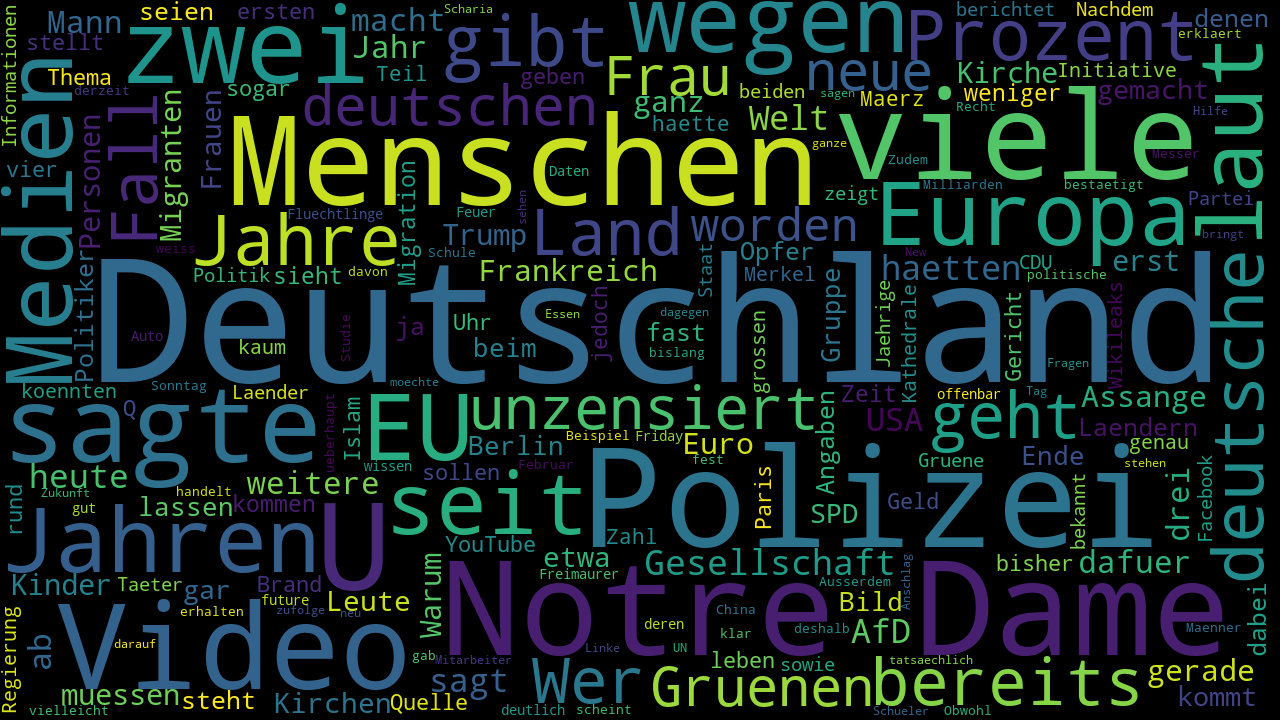 Deutschland
Polizei
Notre Dame
Menschen
Video
viele
Europa
EU
U
sagte
Jahren
zwei
wegen
Medien
deutsche
laut
seit
Jahre
Land
Frau
Prozent
gibt
Fall
deutschen
unzensiert
geht
Wer
Gruenen
bereits
neue
worden
Welt
Kirche
Mann
seien
ersten
macht
Jahr
Teil
geben
stellt
Thema
derzeit
sogar
Informationen
vier
Personen
Migranten
Frauen
Politiker
Scharia
berichtet
Nachdem
denen
erklaert
Initiative
weniger
gemacht
Maerz
beiden
sagen
ganz
haette
Recht
Hilfe
Messer
Zudem
ganze
Daten
zeigt
Milliarden
bestaetigt
Partei
bringt
Fluechtlinge
Feuer
sehen
Trump
Schule
weiss
Politik
sieht
davon
Migration
Frankreich
Opfer
Merkel
Staat
haetten
New
CDU
politische
erst
Auto
Studie
ja
Uhr
beim
kaum
Essen
jedoch
dagegen
fast
bislang
grossen
Gruppe
Jaehrige
Kathedrale
Gericht
Fragen
Wikileaks
koennten
Sonntag
Laender
moechte
Q
Islam
ueberhaupt
Zeit
USA
offenbar
Tag
Assange
Laendern
genau
stehen
Berlin
Beispiel
Friday
Euro
wissen
sollen
Februar
fest
Angaben
Gruene
Ende
heute
weitere
Zukunft
handelt
gut
lassen
kommen
rund
Paris
SPD
Geld
bekannt
drei
Facebook
Zahl
YouTube
etwa
Freimaurer
Gesellschaft
Ausserdem
Anschlag
bisher
dafuer
Kinder
Taeter
gar
Brand
future
Leute
Warum
erhalten
zufolge
neu
Bild
China
deren
klar
deshalb
AfD
Maenner
dabei
Regierung
ab
darauf
gab
Mitarbeiter
Linke
UN
leben
sowie
tatsaechlich
gerade
muessen
steht
Kirchen
Quelle
sagt
kommt
vielleicht
deutlich
scheint
Schueler
Obwohl